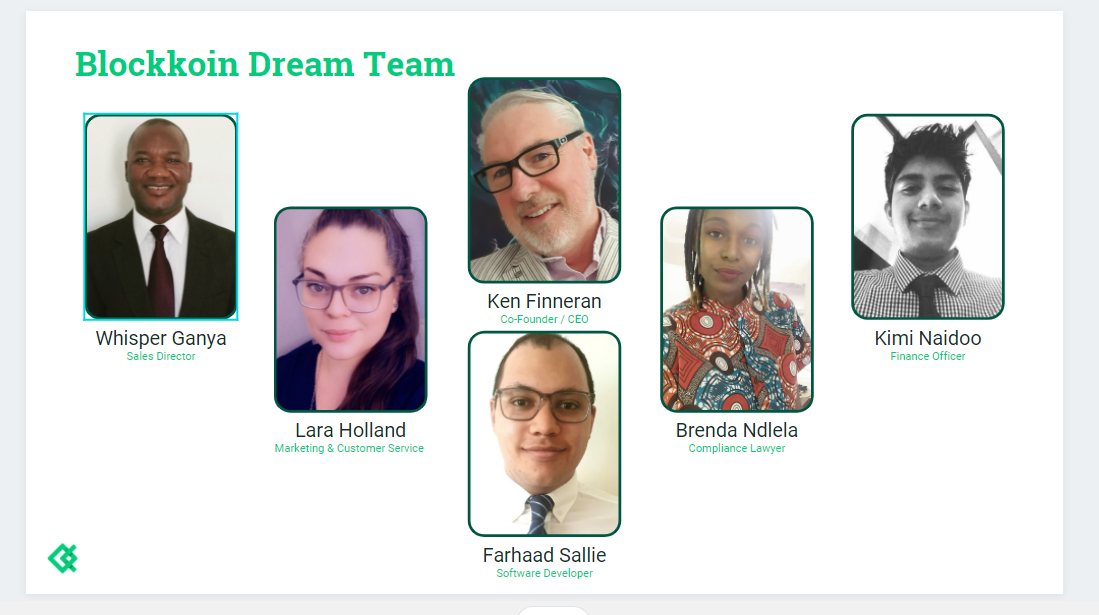 Blockkoin Dream Team
Whisper Ganya
Sales Director
Lara Holland
Marketing & Customer Service
Ken Finneran
Co-Founder / CEO
Farhaad Sallie
Software Developer
Brenda Ndlela
Compliance Lawyer
Kimi Naidoo
Finance Officer